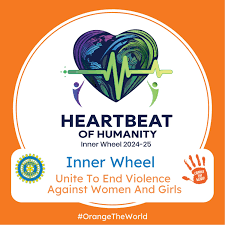 HEARTBEAT
OF HUMANITY
Inner Wheel 2024-25
Inner Wheel
Unite To End Violence
Against Women And Girls
#OrangeTheWorld